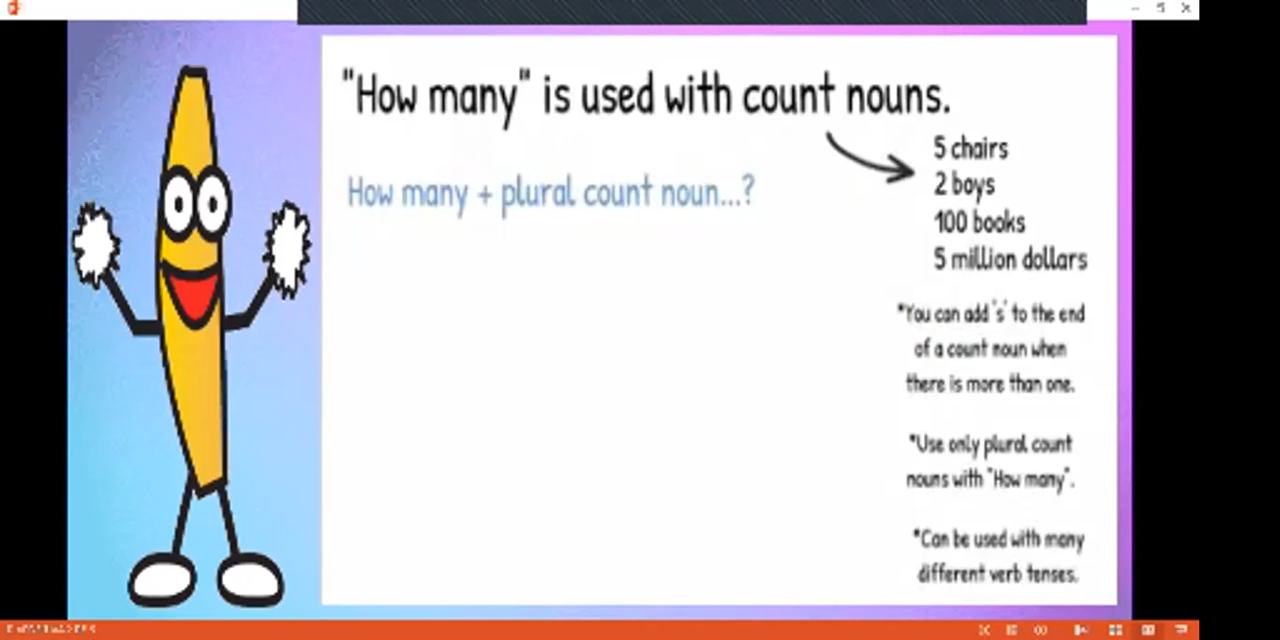 "How many" is used with count nouns.
How many + plural count noun...?
5 chairs
2 boys
100 books
5 million dollars
*You can add 's' to the end
of a count noun when
there is more than one.
*Use only plural count
nouns with "How many".
*Can be used with many
different verb tenses.